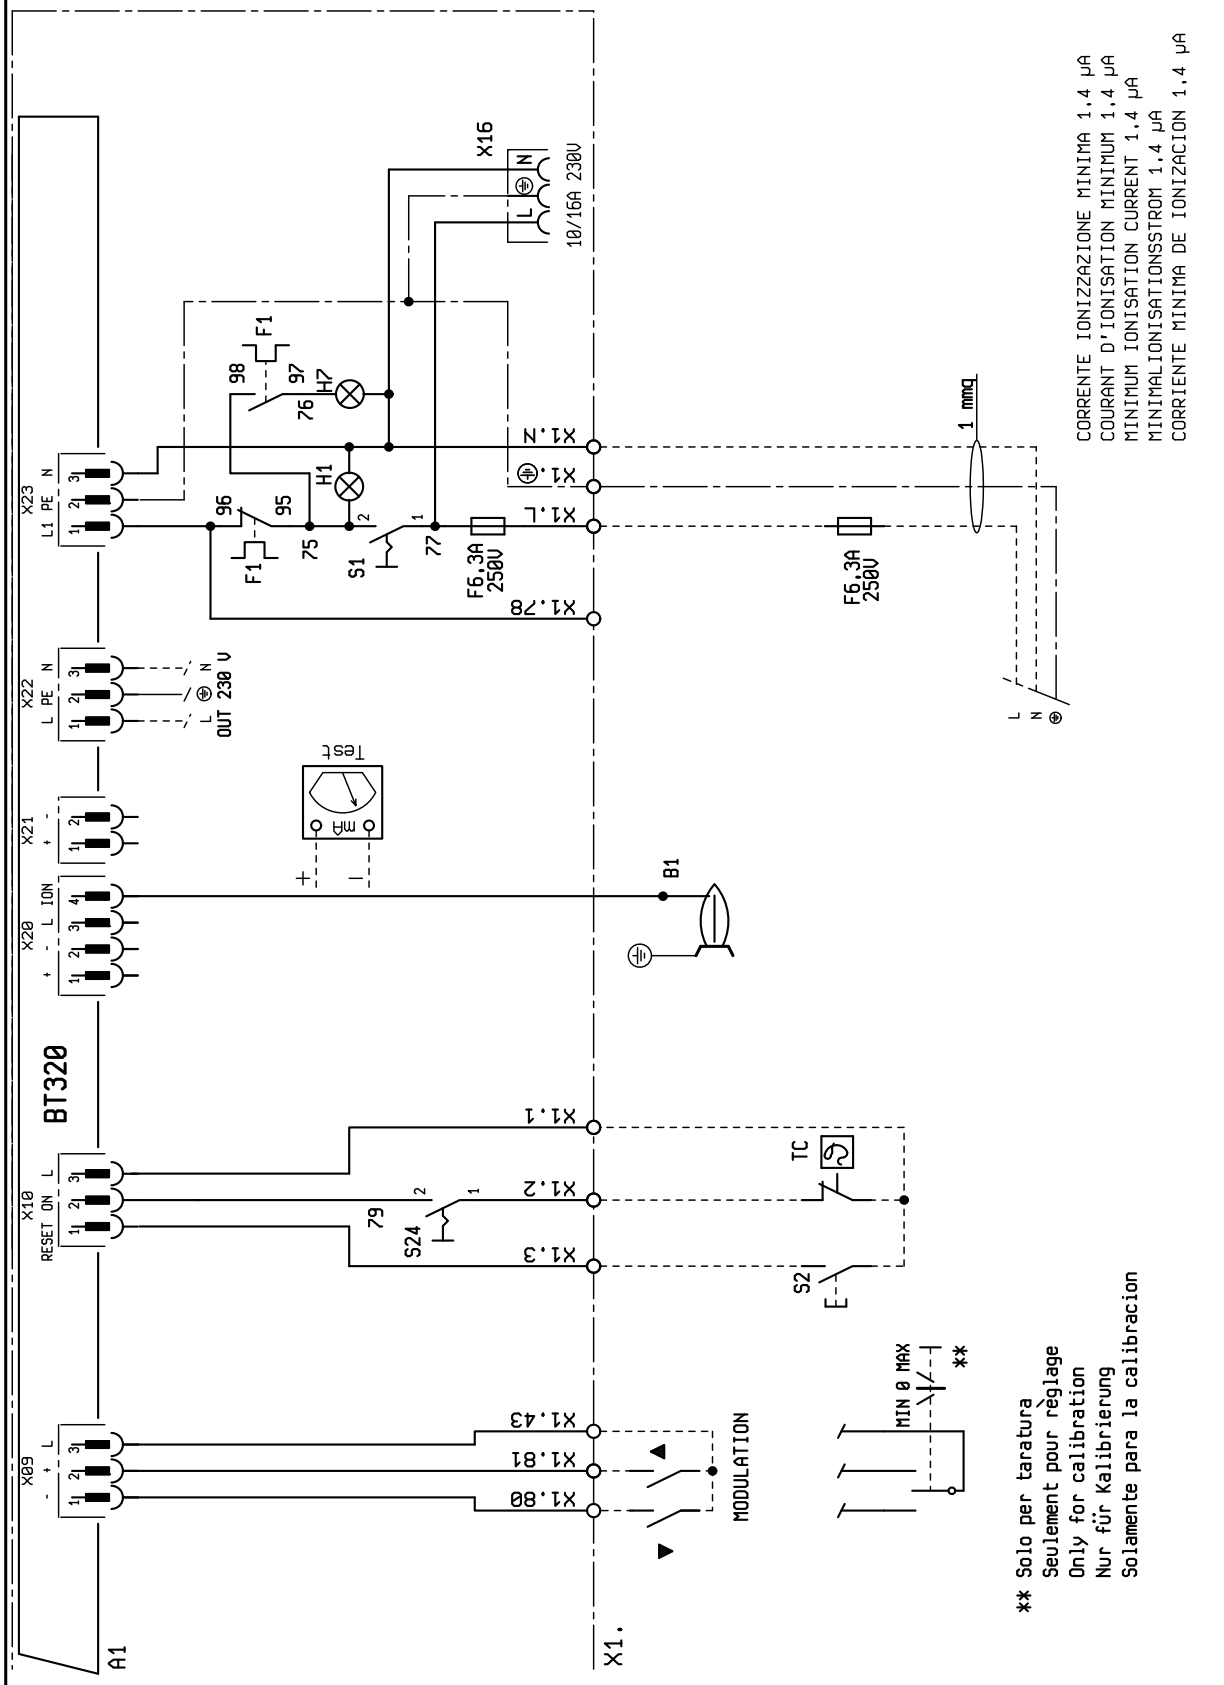 A1
BT320
X09
- + L
1 2 3
X10
RESET ON L
1 2 3
X20
+ - L ION
1 2 3 4
X21
+ -
1 2
X22
L PE N
1 2 3
X23
L1 PE N
1 2 3
OUT 230 V
L N
F1
96
95
98
97
F1
76
H7
75
H1
S1
2
1
77
F6,3A
250V
X16
L N
10/16A 230V
Test
mA
+ -
79
S24
2
1
X1.
X1.80
X1.81
X1.43
X1.3
X1.2
X1.1
X1.78
X1.L
X1.
X1.N
B1
MODULATION
S2
TC
F6,3A
250V
1 mmq
L
N
MIN 0 MAX
**
** Solo per taratura
Seulement pour règlage
Only for calibration
Nur für Kalibrierung
Solamente para la calibracion
CORRENTE IONIZZAZIONE MINIMA 1,4 µA
COURANT D'IONISATION MINIMUM 1,4 µA
MINIMUM IONISATION CURRENT 1,4 µA
MINIMALIONISATIONSSTROM 1,4 µA
CORRIENTE MINIMA DE IONIZACION 1,4 µA